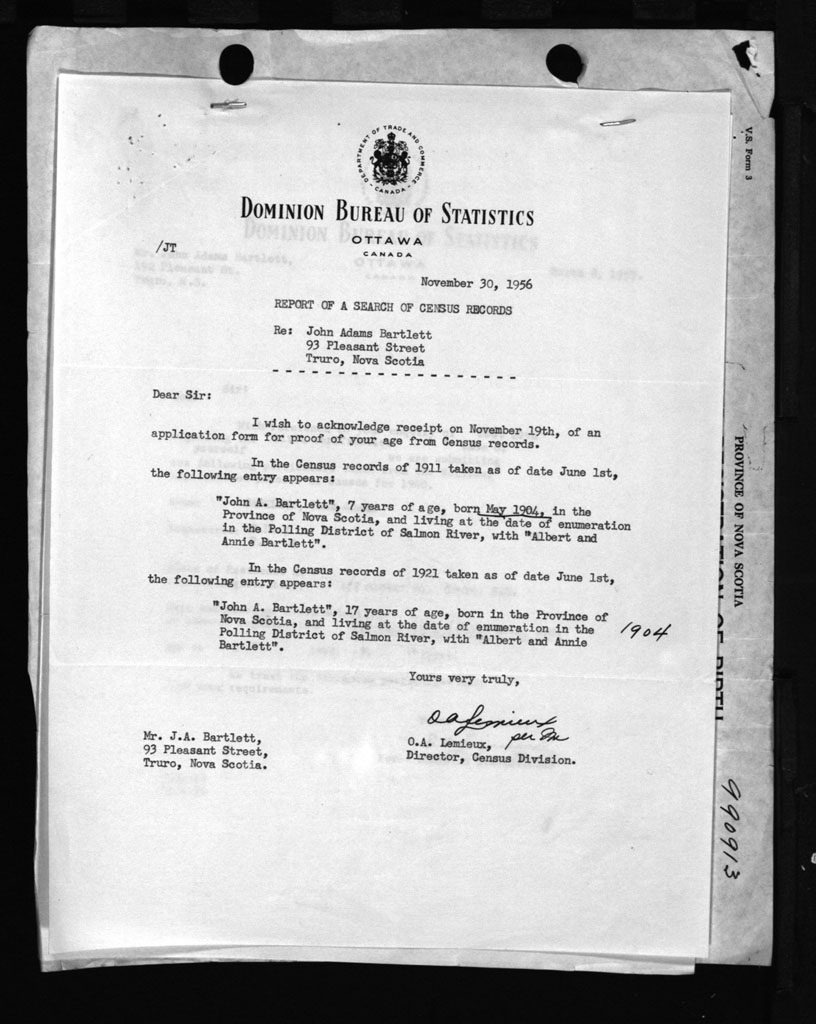 DEPARTMENT OF TRADE AND COMMERCE
- CANADA -
DOMINION BUREAU OF STATISTICS
OTTAWA
CANADA
/JT
November 30, 1956
REPORT OF A SEARCH OF CENSUS RECORDS
Re: John Adams Bartlett
93 Pleasant Street
Truro, Nova Scotia
- - - - - - - - - - - - - - - - - - -
Dear Sir:
I wish to acknowledge receipt on November 19th, of an
application form for proof of your age from Census records.
In the Census records of 1911 taken as of date June 1st,
the following entry appears:
"John A. Bartlett", 7 years of age, born May 1904, in the
Province of Nova Scotia, and living at the date of enumeration
in the Polling District of Salmon River, with "Albert and
Annie Bartlett".
In the Census records of 1921 taken as of date June 1st,
the following entry appears:
"John A. Bartlett", 17 years of age, born in the Province of
Nova Scotia, and living at the date of enumeration in the
Polling District of Salmon River, with "Albert and Annie
Bartlett".
1904
Yours very truly,
O A Lemieux
per
O.A. Lemieux,
Director, Census Division.
Mr. J.A. Bartlett,
93 Pleasant Street,
Truro, Nova Scotia.
V.S. Form 3
PROVINCE OF NOVA SCOTIA
OF BIRTH
990913